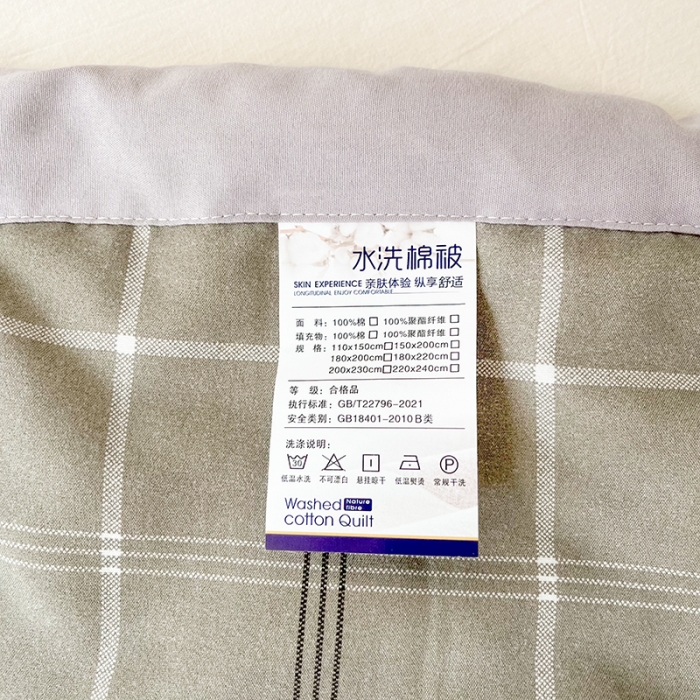 水洗棉被
SKIN EXPERIENCE 亲肤体验 纵享舒适
LONGITUDINAL ENJOY COMFORTABLE
面 料: 100%棉□ 100%聚酯纤维□
填充物: 100%棉□ 100%聚酯纤维□
规 格: 110x150cm□150x200cm□
180x200cm□180x220cm□
200x230cm□220x240cm□
等 级: 合格品
执行标准: GB/T22796-2021
安全类别: GB18401-2010B类
洗涤说明:
30 P
低温水洗 不可漂白 悬挂晾干 低温熨烫 常规干洗
Washed Nature fibre
cotton Quilt